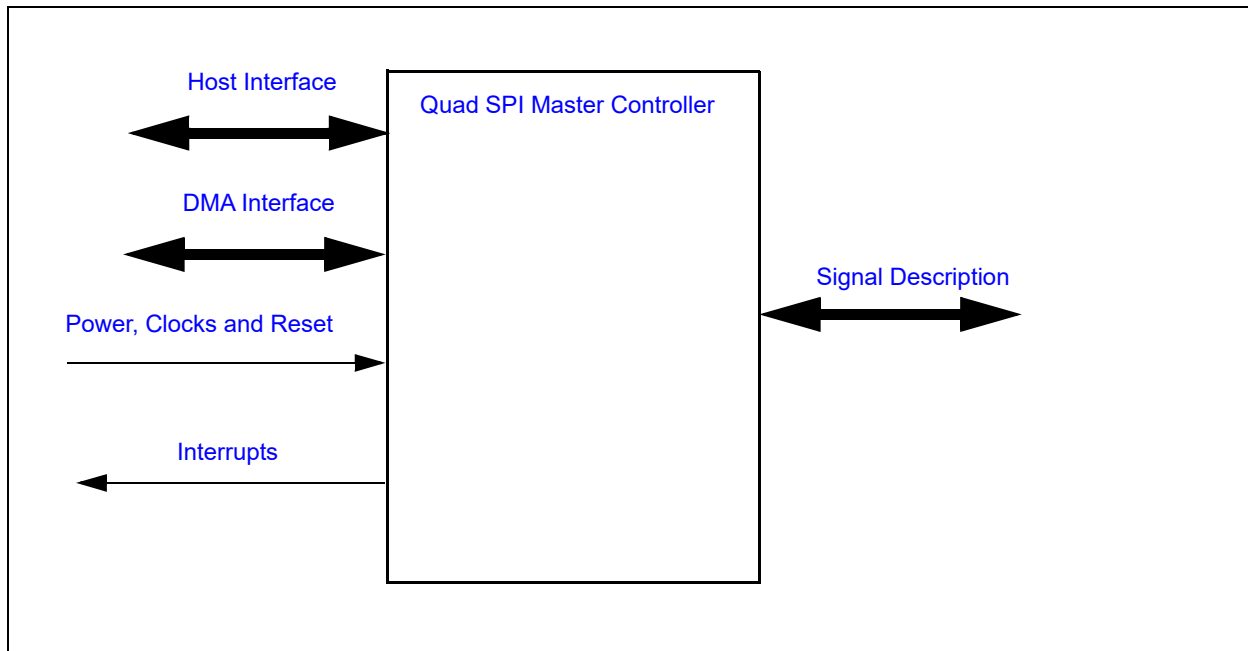 Host Interface
Quad SPI Master Controller
DMA Interface
Signal Description
Power, Clocks and Reset
Interrupts